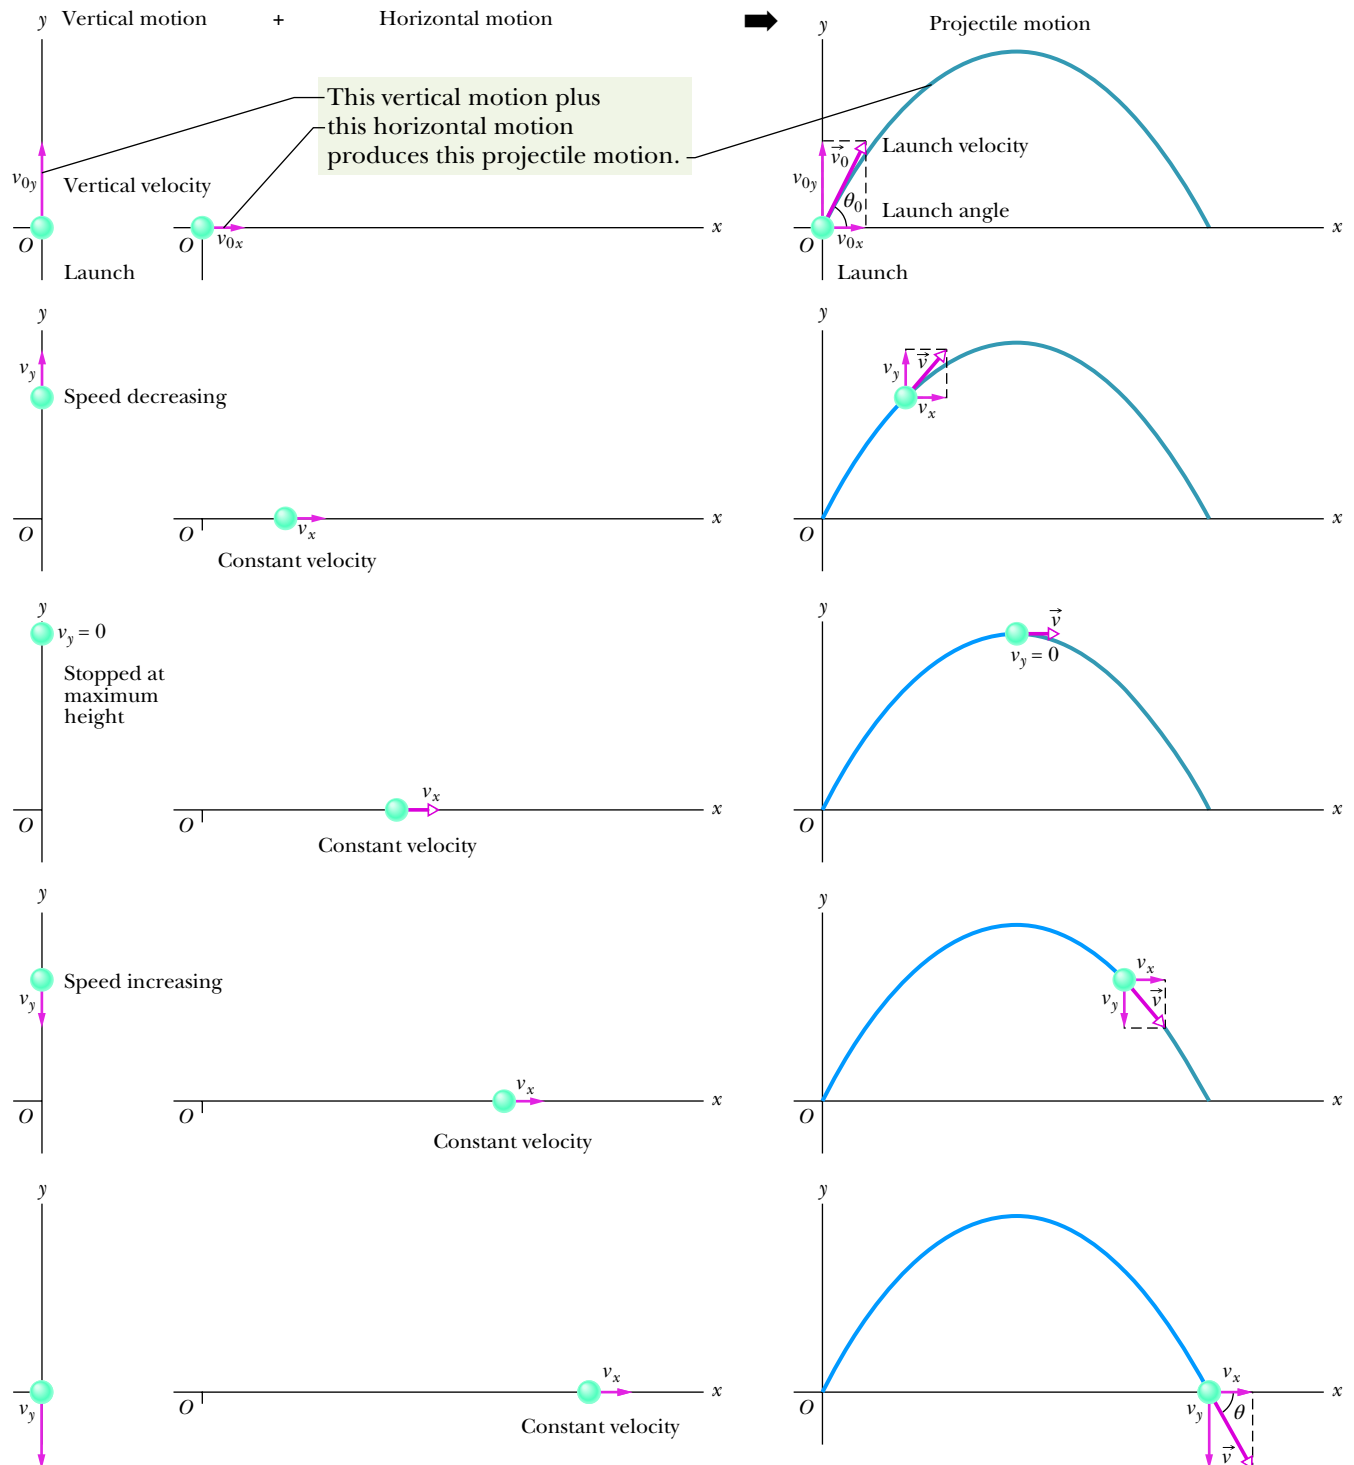 y Vertical motion + Horizontal motion
y Projectile motion
This vertical motion plus
this horizontal motion
produces this projectile motion.
v₀y
Vertical velocity
O
Launch
O
v₀x
x
v₀y
v⃗₀
Launch velocity
θ₀
Launch angle
O
v₀x
x
Launch
y
vy
Speed decreasing
O
O
vx
x
Constant velocity
y
vy
v⃗
vx
O
x
y
vy = 0
Stopped at
maximum
height
O
O
vx
x
Constant velocity
y
v⃗
vy = 0
O
x
y
Speed increasing
vy
O
O
vx
x
Constant velocity
y
vx
vy
v⃗
O
x
y
vy
O
vx
x
Constant velocity
y
O
vx
x
vy
θ
v⃗